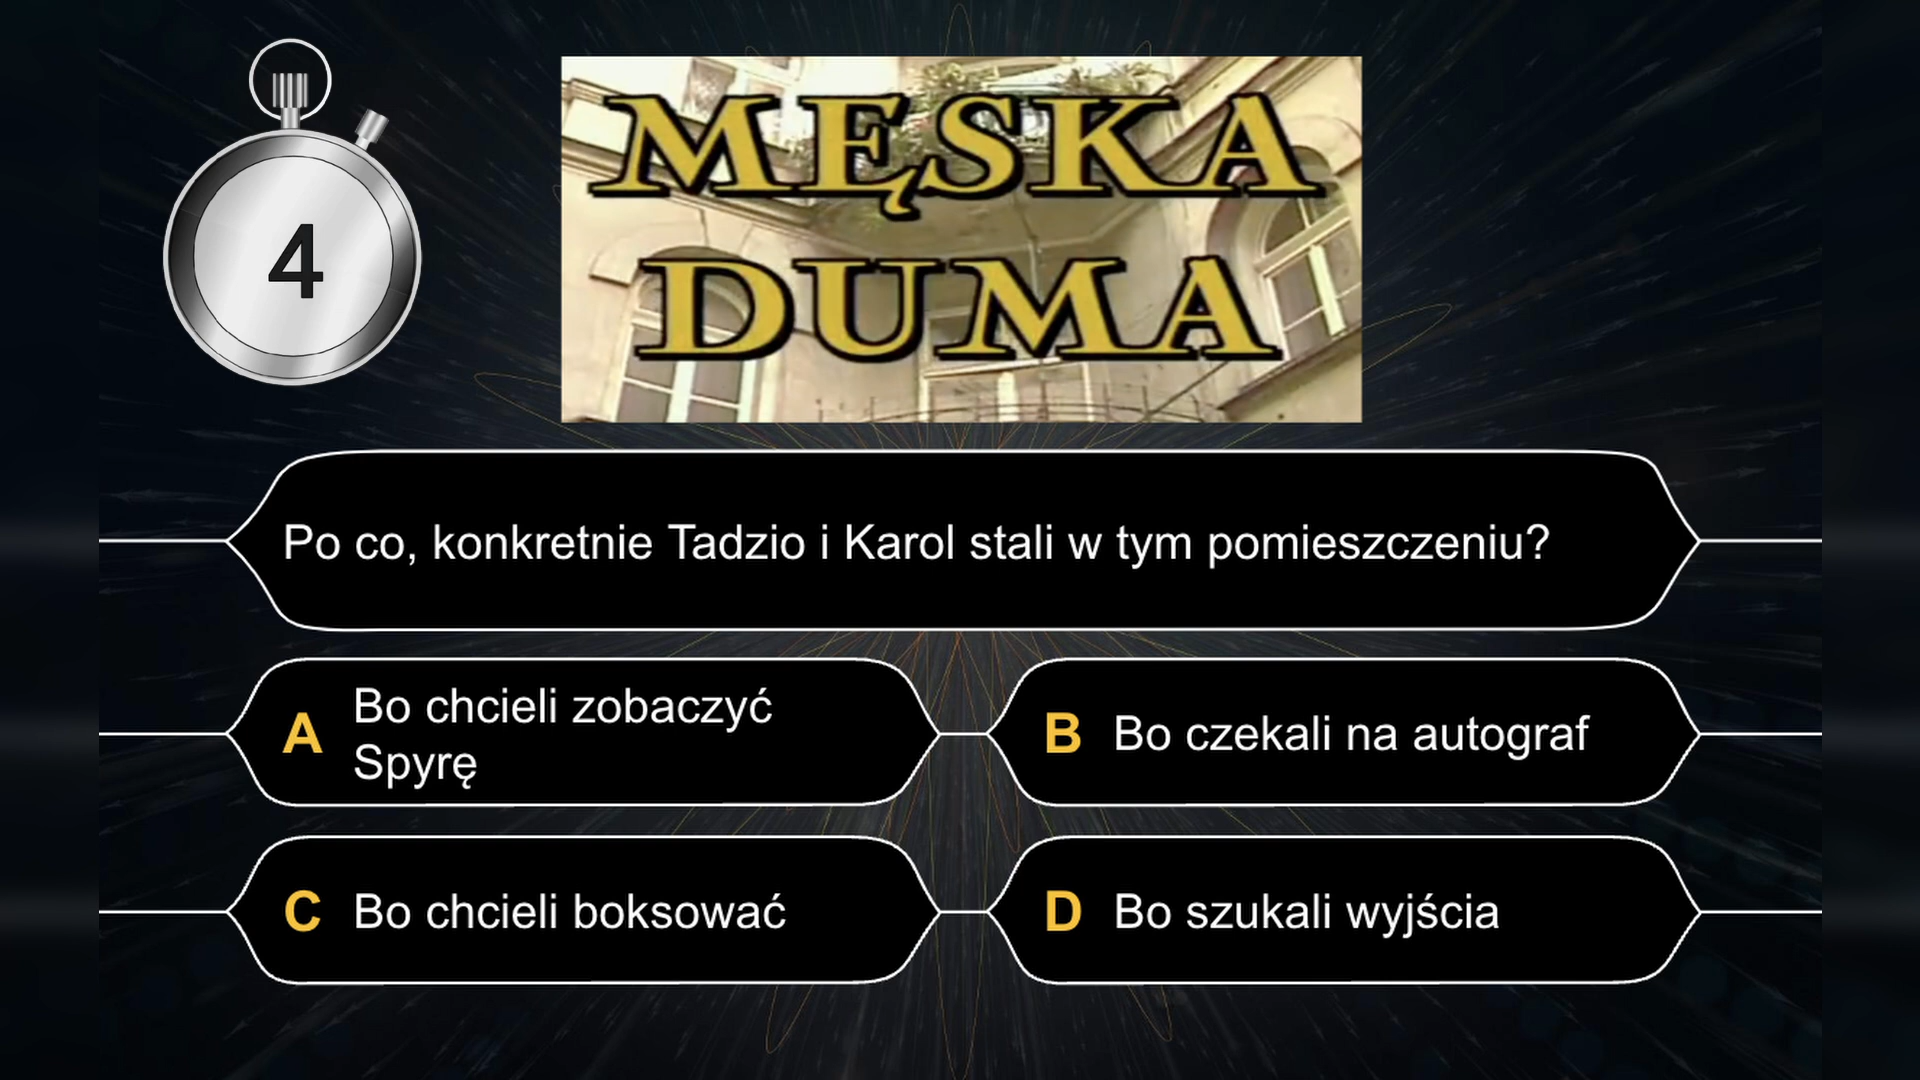 4
MĘSKA
DUMA
Po co, konkretnie Tadzio i Karol stali w tym pomieszczeniu?
A Bo chcieli zobaczyć
Spyrę
B Bo czekali na autograf
C Bo chcieli boksować
D Bo szukali wyjścia